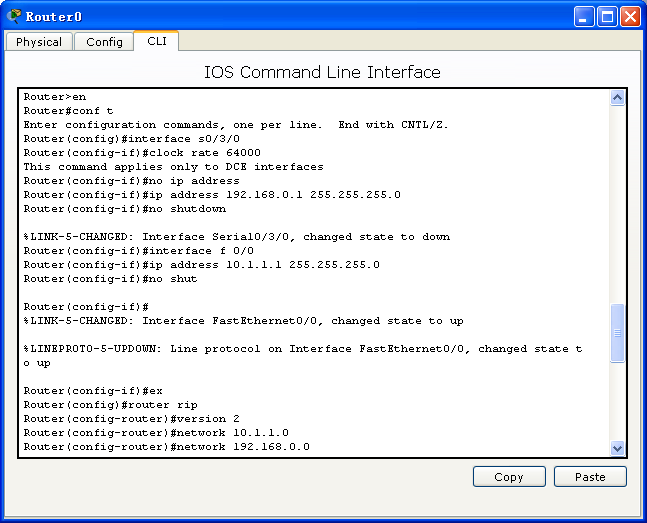 Router0
Physical Config CLI
IOS Command Line Interface
Router>en
Router#conf t
Enter configuration commands, one per line.  End with CNTL/Z.
Router(config)#interface s0/3/0
Router(config-if)#clock rate 64000
This command applies only to DCE interfaces
Router(config-if)#no ip address
Router(config-if)#ip address 192.168.0.1 255.255.255.0
Router(config-if)#no shutdown
%LINK-5-CHANGED: Interface Serial0/3/0, changed state to down
Router(config-if)#interface f 0/0
Router(config-if)#ip address 10.1.1.1 255.255.255.0
Router(config-if)#no shut
Router(config-if)#
%LINK-5-CHANGED: Interface FastEthernet0/0, changed state to up
%LINEPROTO-5-UPDOWN: Line protocol on Interface FastEthernet0/0, changed state t
o up
Router(config-if)#ex
Router(config)#router rip
Router(config-router)#version 2
Router(config-router)#network 10.1.1.0
Router(config-router)#network 192.168.0.0
Copy Paste